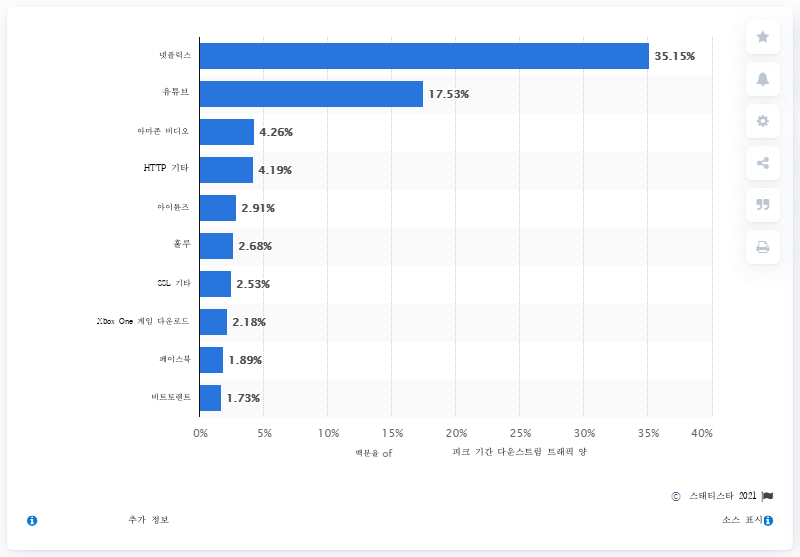 넷플릭스 35.15%
유튜브 17.53%
아마존 비디오 4.26%
HTTP 기타 4.19%
아이튠즈 2.91%
훌루 2.68%
SSL 기타 2.53%
Xbox One 게임 다운로드 2.18%
페이스북 1.89%
비트토렌트 1.73%
0% 5% 10% 15% 20% 25% 30% 35% 40%
백분율 of 피크 기간 다운스트림 트래픽 양
© 스태티스타 2021
추가 정보 소스 표시